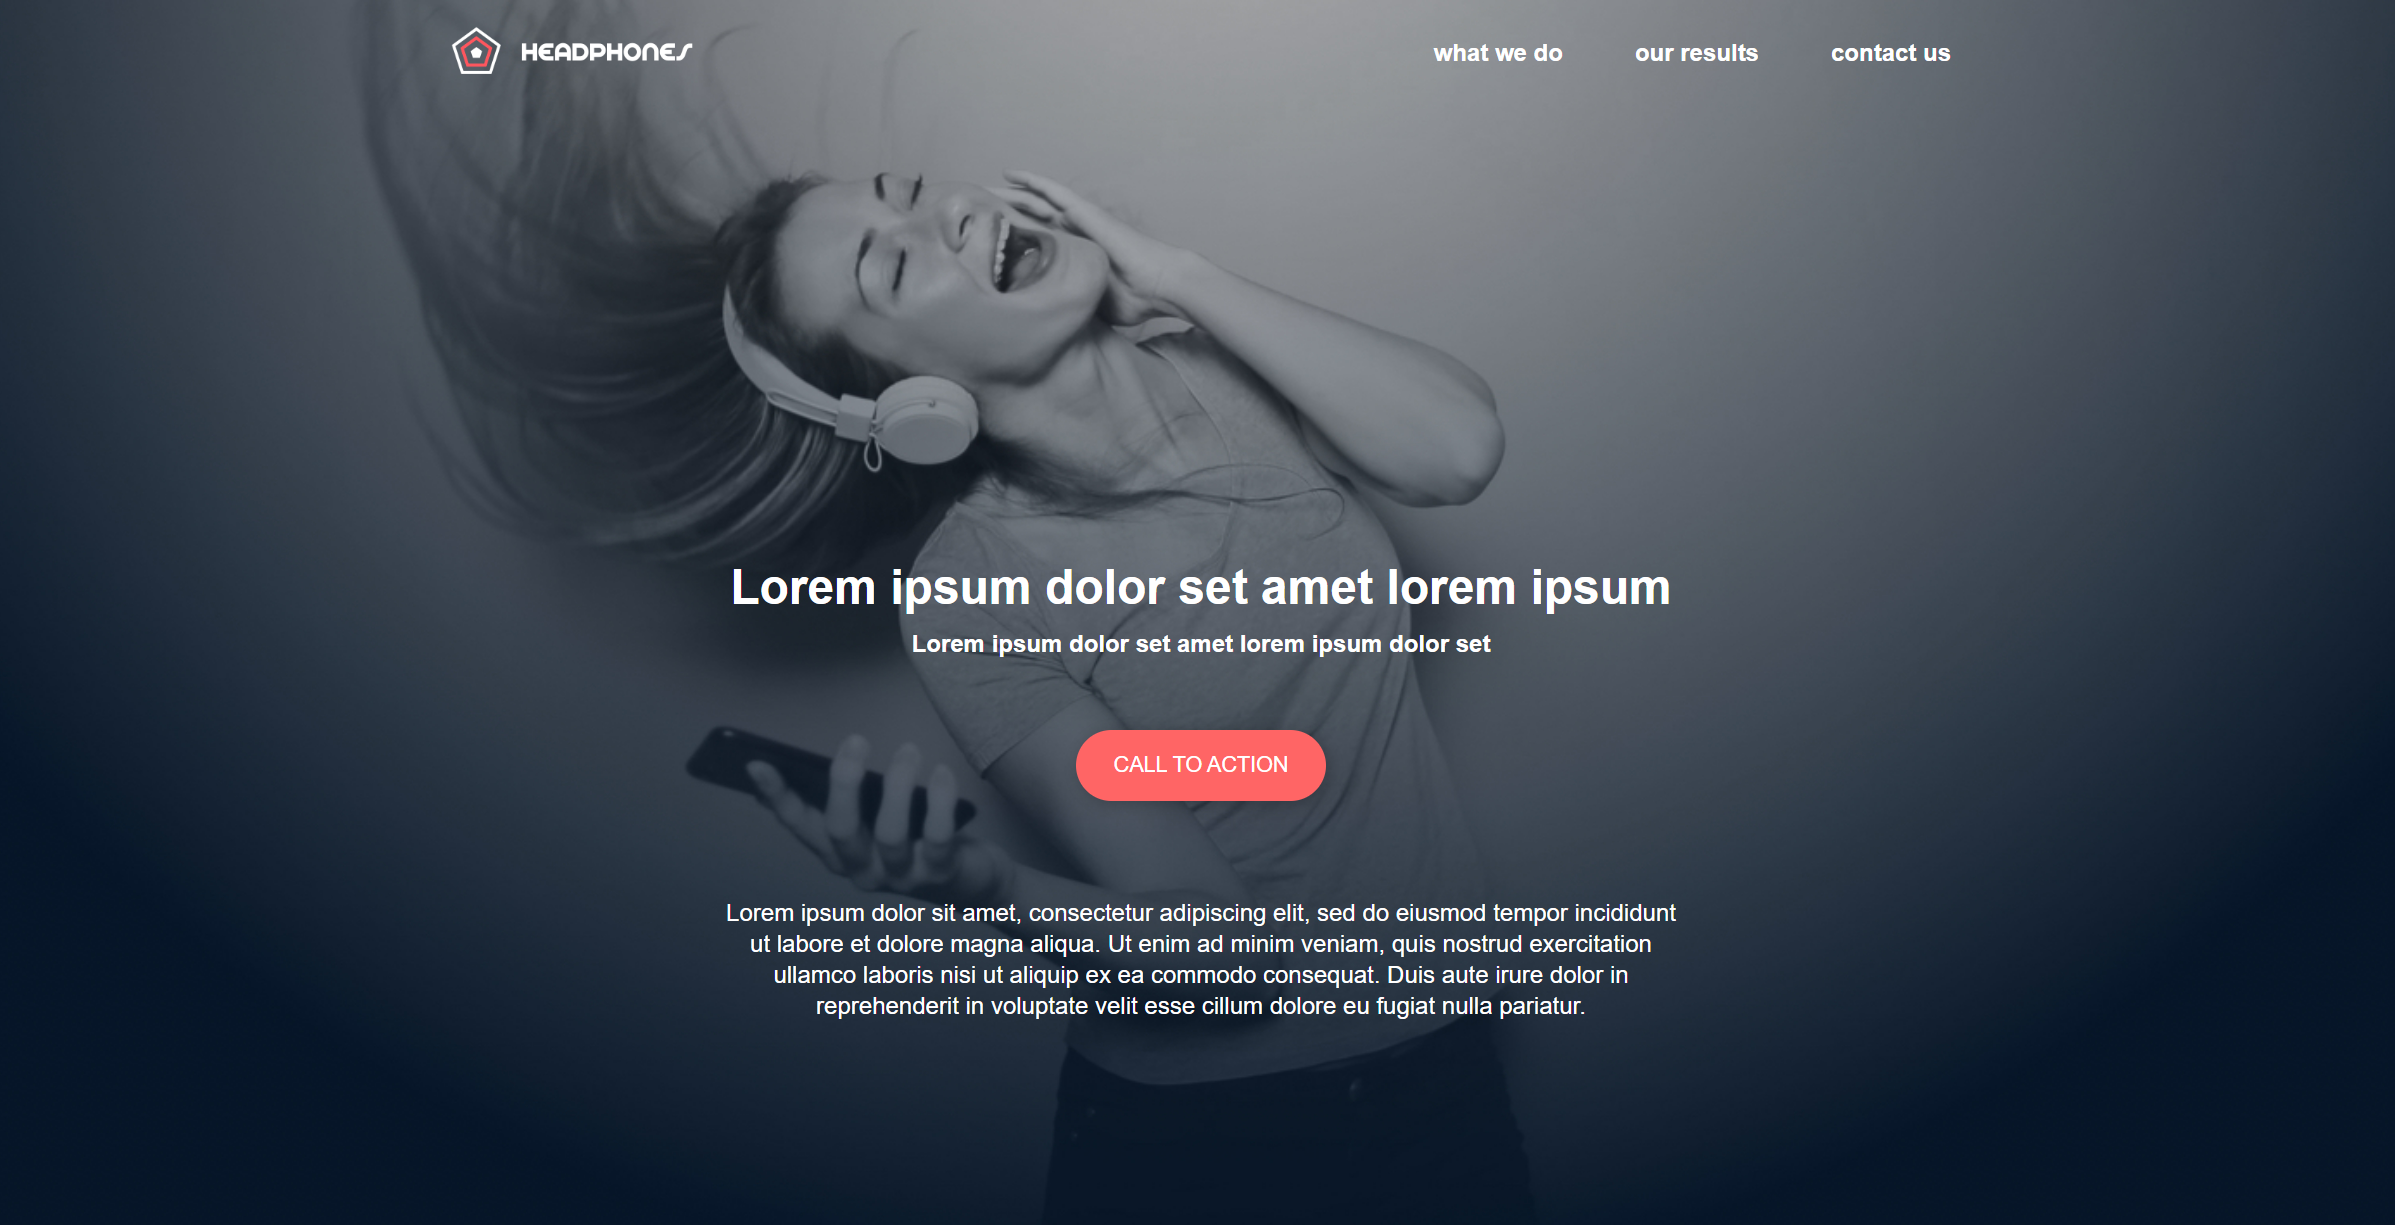 HEADPHONES
what we do our results contact us
Lorem ipsum dolor set amet lorem ipsum
Lorem ipsum dolor set amet lorem ipsum dolor set
CALL TO ACTION
Lorem ipsum dolor sit amet, consectetur adipiscing elit, sed do eiusmod tempor incididunt
ut labore et dolore magna aliqua. Ut enim ad minim veniam, quis nostrud exercitation
ullamco laboris nisi ut aliquip ex ea commodo consequat. Duis aute irure dolor in
reprehenderit in voluptate velit esse cillum dolore eu fugiat nulla pariatur.